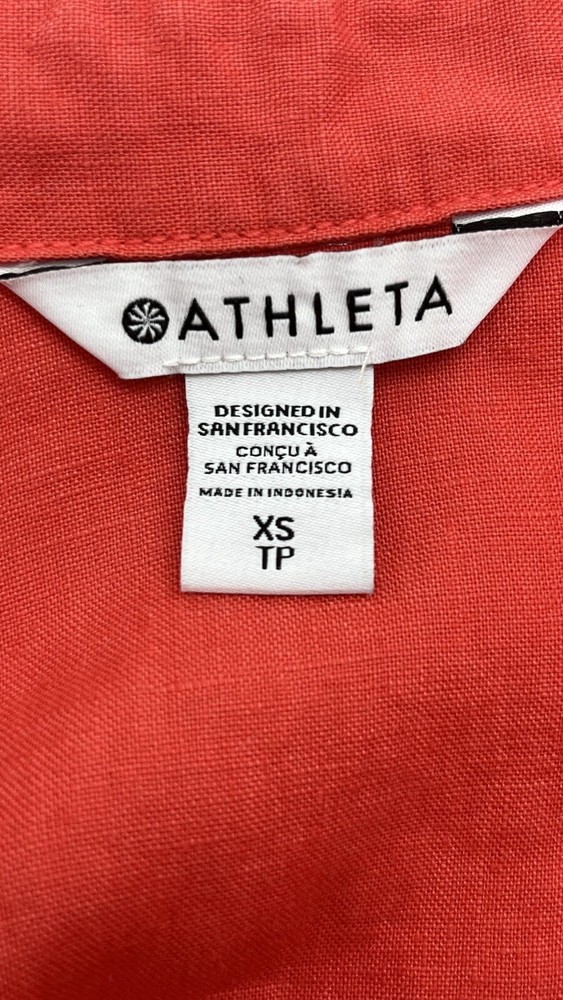 ATHLETA
DESIGNED IN
SAN FRANCISCO
CONÇU À
SAN FRANCISCO
MADE IN INDONESIA
XS
TP